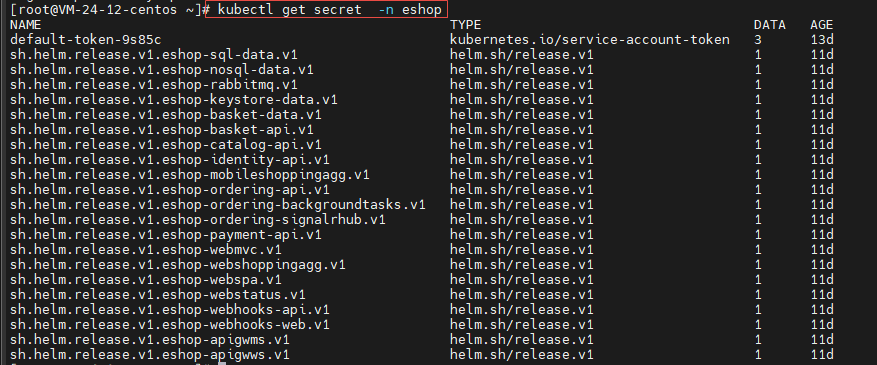 [root@VM-24-12-centos ~]# kubectl get secret -n eshop
NAME TYPE DATA AGE
default-token-9s85c kubernetes.io/service-account-token 3 13d
sh.helm.release.v1.eshop-sql-data.v1 helm.sh/release.v1 1 11d
sh.helm.release.v1.eshop-nosql-data.v1 helm.sh/release.v1 1 11d
sh.helm.release.v1.eshop-rabbitmq.v1 helm.sh/release.v1 1 11d
sh.helm.release.v1.eshop-keystore-data.v1 helm.sh/release.v1 1 11d
sh.helm.release.v1.eshop-basket-data.v1 helm.sh/release.v1 1 11d
sh.helm.release.v1.eshop-basket-api.v1 helm.sh/release.v1 1 11d
sh.helm.release.v1.eshop-catalog-api.v1 helm.sh/release.v1 1 11d
sh.helm.release.v1.eshop-identity-api.v1 helm.sh/release.v1 1 11d
sh.helm.release.v1.eshop-mobileshoppingagg.v1 helm.sh/release.v1 1 11d
sh.helm.release.v1.eshop-ordering-api.v1 helm.sh/release.v1 1 11d
sh.helm.release.v1.eshop-ordering-backgroundtasks.v1 helm.sh/release.v1 1 11d
sh.helm.release.v1.eshop-ordering-signalrhub.v1 helm.sh/release.v1 1 11d
sh.helm.release.v1.eshop-payment-api.v1 helm.sh/release.v1 1 11d
sh.helm.release.v1.eshop-webmvc.v1 helm.sh/release.v1 1 11d
sh.helm.release.v1.eshop-webshoppingagg.v1 helm.sh/release.v1 1 11d
sh.helm.release.v1.eshop-webspa.v1 helm.sh/release.v1 1 11d
sh.helm.release.v1.eshop-webstatus.v1 helm.sh/release.v1 1 11d
sh.helm.release.v1.eshop-webhooks-api.v1 helm.sh/release.v1 1 11d
sh.helm.release.v1.eshop-webhooks-web.v1 helm.sh/release.v1 1 11d
sh.helm.release.v1.eshop-apigwms.v1 helm.sh/release.v1 1 11d
sh.helm.release.v1.eshop-apigwws.v1 helm.sh/release.v1 1 11d